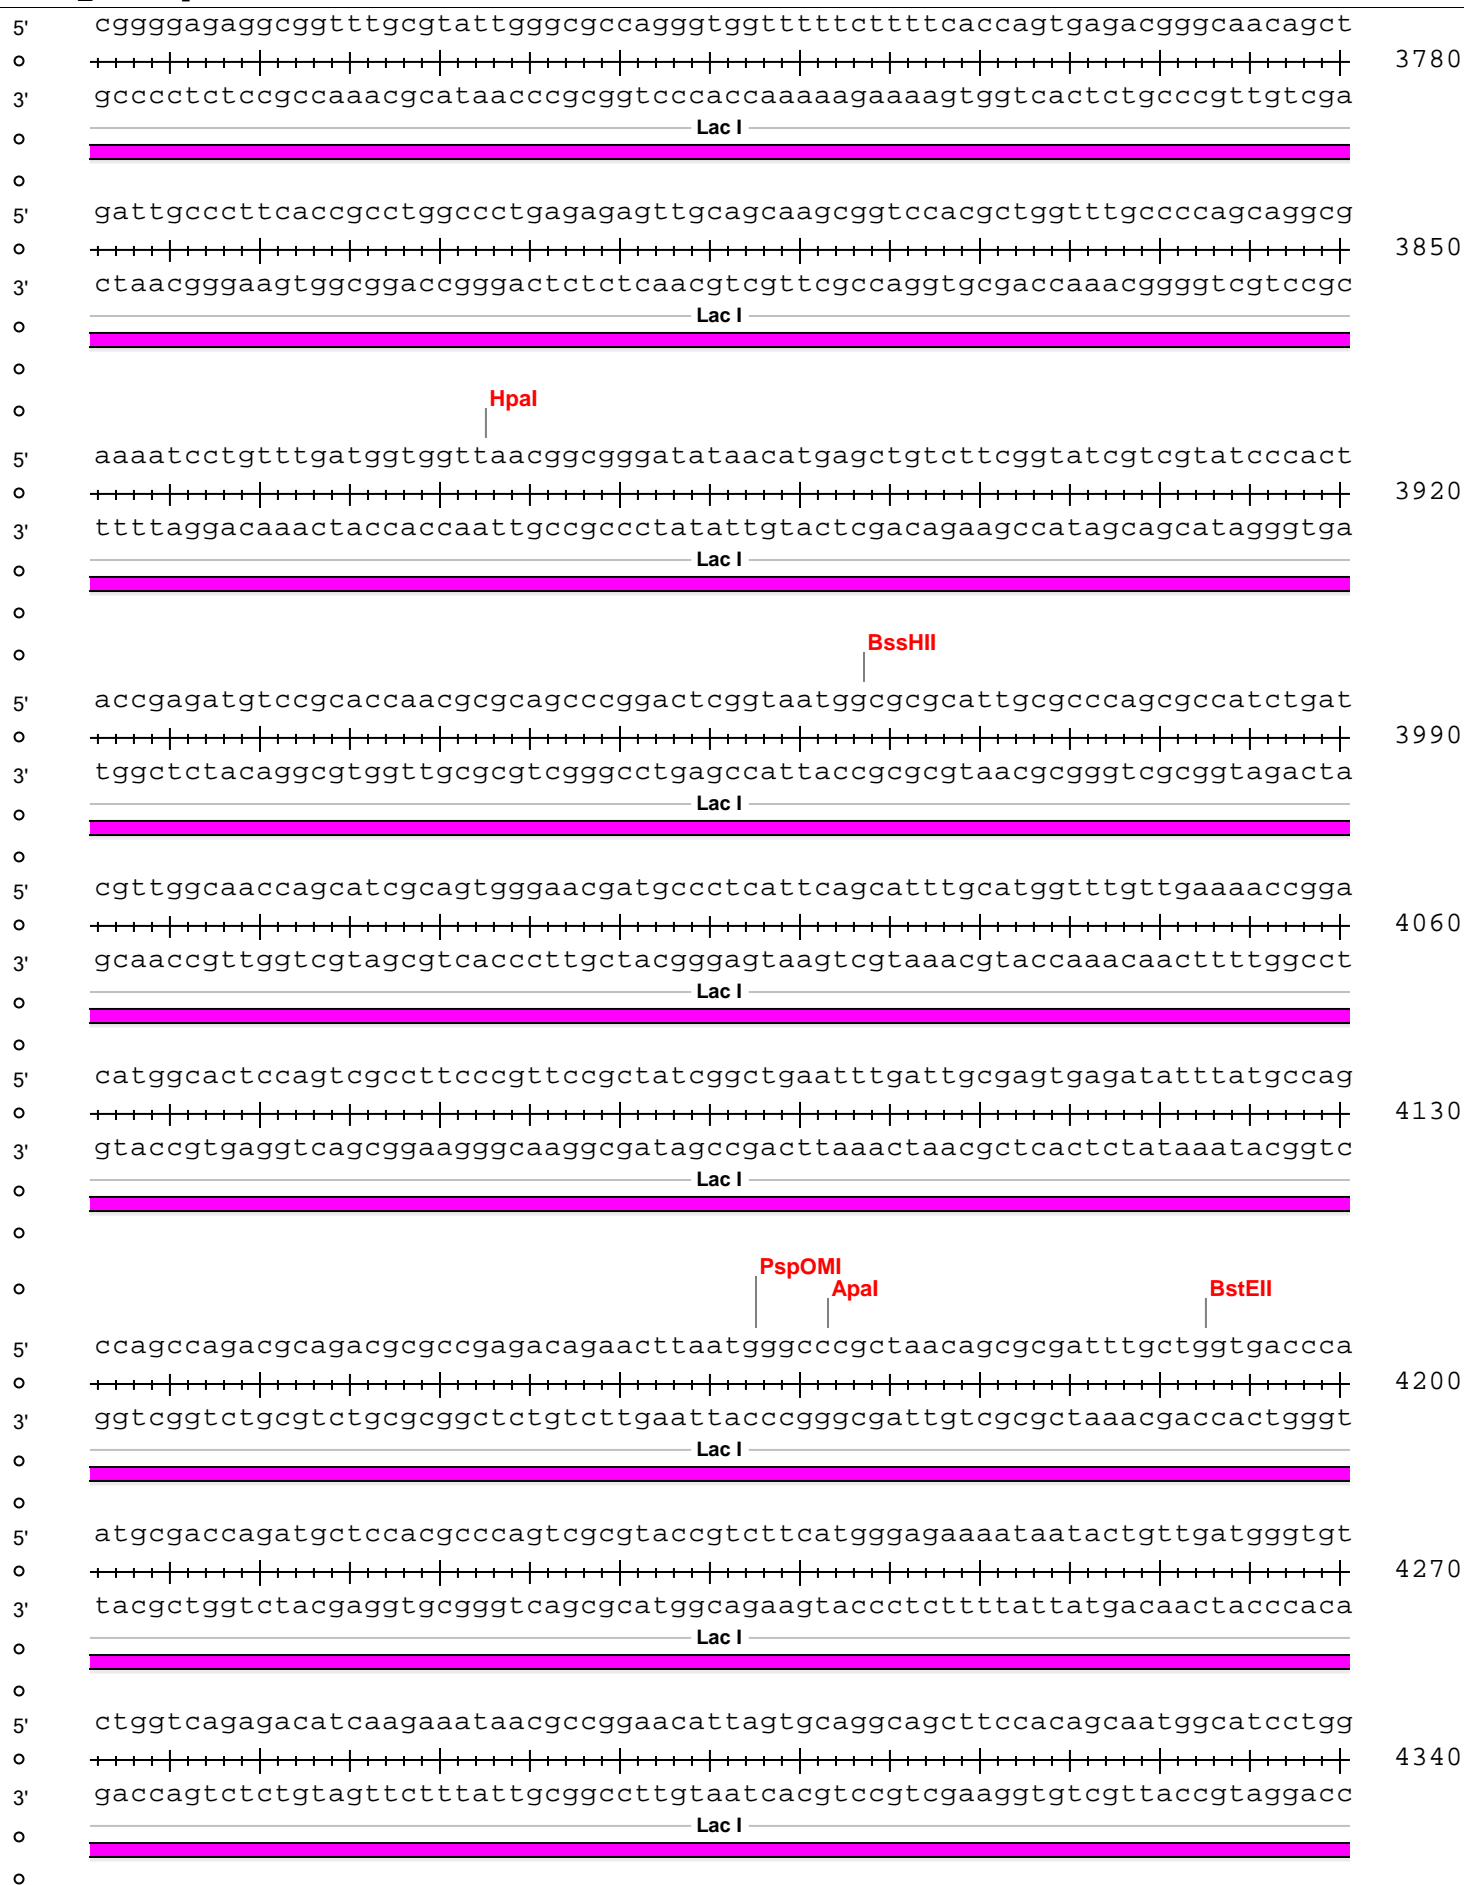 5' cggggagaggcggtttgcgtattgggcgccagggtggtttttcttttcaccagtgagacgggcaacagct
3780
3' gcccctctccgccaaacgcataacccgcggtcccaccaaaaagaaaagtggtcactctgcccgttgtcga
Lac I
5' gattgcccttcaccgcctggccctgagagagttgcagcaagcggtccacgctggtttgccccagcaggcg
3850
3' ctaacgggaagtggcggaccgggactctctcaacgtcgttcgccaggtgcgaccaaacggggtcgtccgc
Lac I
HpaI
5' aaaatcctgtttgatggtggttaacggcgggatataacatgagctgtcttcggtatcgtcgtatcccact
3920
3' ttttaggacaaactaccaccaattgccgccctatattgtactcgacagaagccatagcagcatagggtga
Lac I
BssHII
5' accgagatgtccgcaccaacgcgcagcccggactcggtaatggcgcgcattgcgcccagcgccatctgat
3990
3' tggctctacaggcgtggttgcgcgtcgggcctgagccattaccgcgcgtaacgcgggtcgcggtagacta
Lac I
5' cgttggcaaccagcatcgcagtgggaacgatgccctcattcagcatttgcatggtttgttgaaaaccgga
4060
3' gcaaccgttggtcgtagcgtcacccttgctacgggagtaagtcgtaaacgtaccaaacaacttttggcct
Lac I
5' catggcactccagtcgccttcccgttccgctatcggctgaatttgattgcgagtgagatatttatgccag
4130
3' gtaccgtgaggtcagcggaagggcaaggcgatagccgacttaaactaacgctcactctataaatacggtc
Lac I
PspOMI
ApaI BstEII
5' ccagccagacgcagacgcgccgagacagaacttaatgggcccgctaacagcgcgatttgctggtgaccca
4200
3' ggtcggtctgcgtctgcgcggctctgtcttgaattacccgggcgattgtcgcgctaaacgaccactgggt
Lac I
5' atgcgaccagatgctccacgcccagtcgcgtaccgtcttcatgggagaaaataatactgttgatgggtgt
4270
3' tacgctggtctacgaggtgcgggtcagcgcatggcagaagtaccctcttttattatgacaactacccaca
Lac I
5' ctggtcagagacatcaagaaataacgccggaacattagtgcaggcagcttccacagcaatggcatcctgg
4340
3' gaccagtctctgtagttctttattgcggccttgtaatcacgtccgtcgaaggtgtcgttaccgtaggacc
Lac I